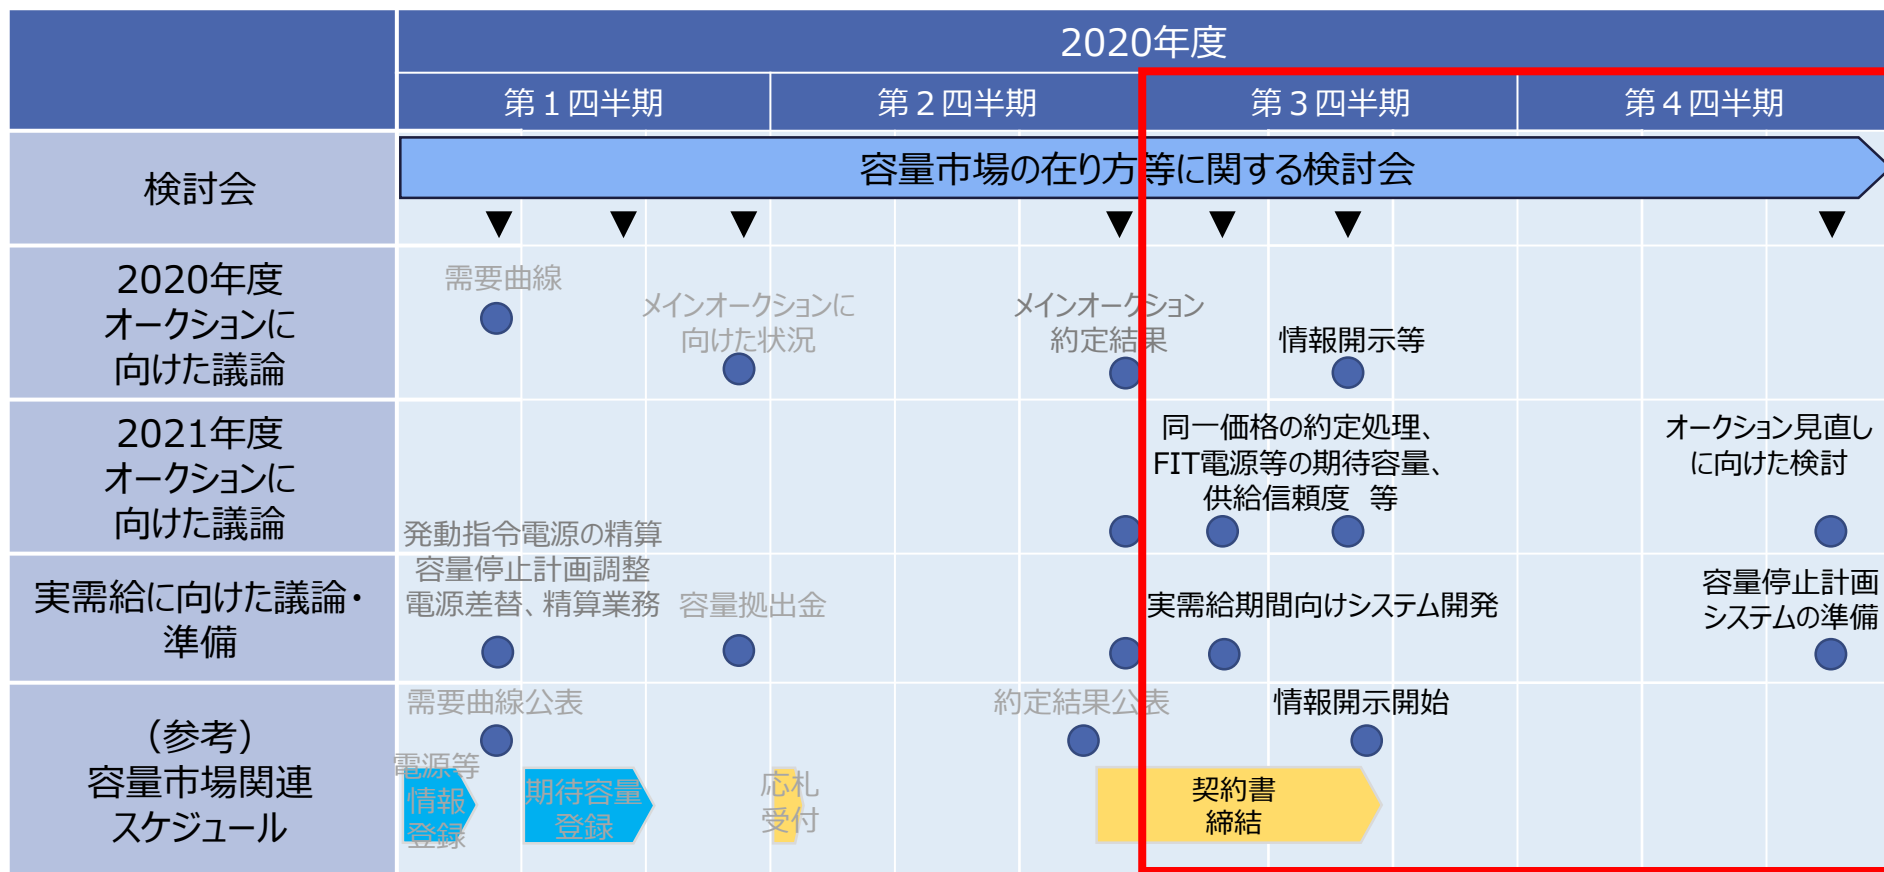 2020年度
第1四半期
第2四半期
第3四半期
第4四半期
検討会
容量市場の在り方等に関する検討会
2020年度
オークションに
向けた議論
需要曲線
メインオークションに
向けた状況
メインオークション
約定結果
情報開示等
2021年度
オークションに
向けた議論
同一価格の約定処理、
FIT電源等の期待容量、
供給信頼度 等
オークション見直し
に向けた検討
実需給に向けた議論・
準備
発動指令電源の精算
容量停止計画調整
電源差替、精算業務
容量拠出金
実需給期間向けシステム開発
容量停止計画
システムの準備
（参考）
容量市場関連
スケジュール
需要曲線公表
約定結果公表
情報開示開始
電源等
情報
登録
期待容量
登録
応札
受付
契約書
締結